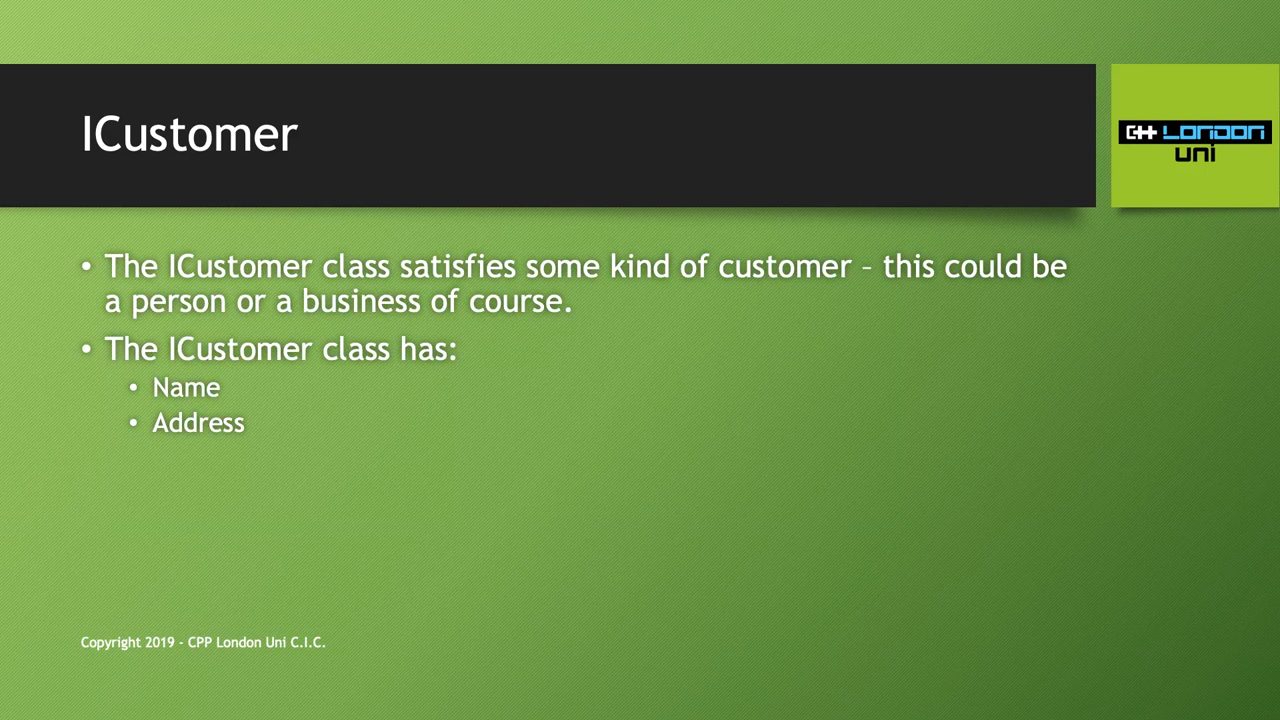 ICustomer
C++ London
uni
• The ICustomer class satisfies some kind of customer – this could be
a person or a business of course.
• The ICustomer class has:
• Name
• Address
Copyright 2019 - CPP London Uni C.I.C.